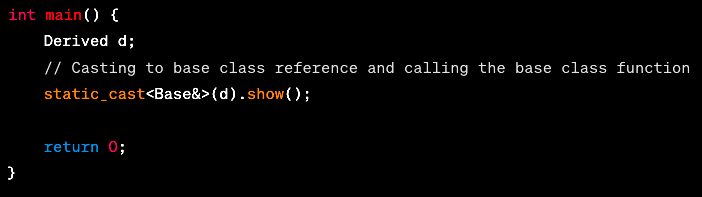 int main() {
    Derived d;
    // Casting to base class reference and calling the base class function
    static_cast<Base&>(d).show();
    return 0;
}